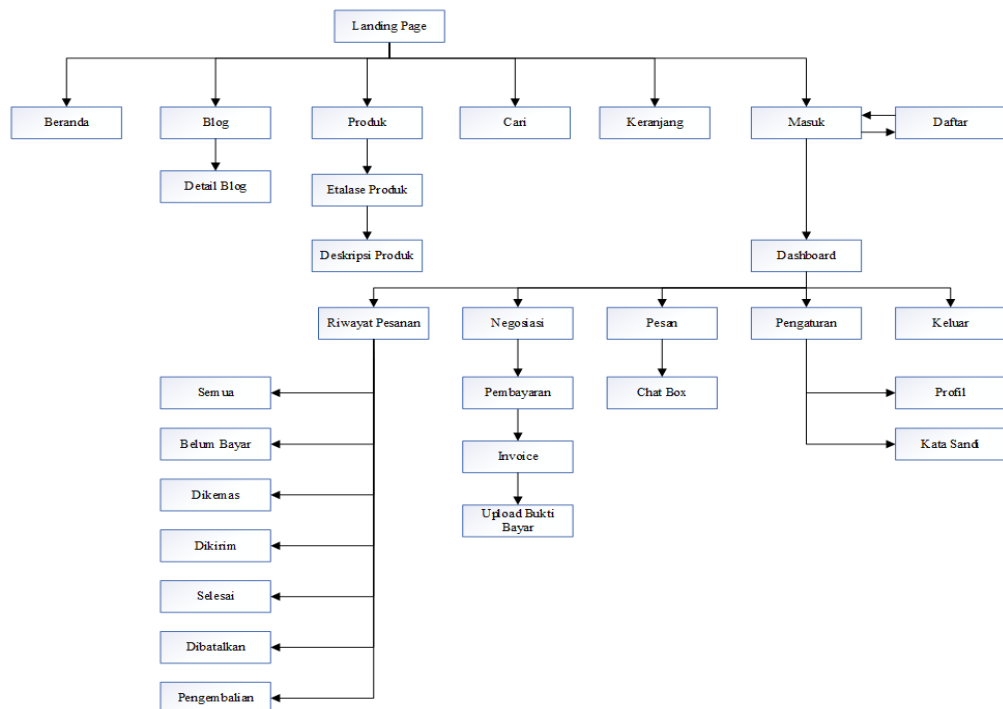 Landing Page
Beranda
Blog
Produk
Cari
Keranjang
Masuk
Daftar
Detail Blog
Etalase Produk
Deskripsi Produk
Dashboard
Riwayat Pesanan
Negosiasi
Pesan
Pengaturan
Keluar
Semua
Pembayaran
Chat Box
Profil
Belum Bayar
Invoice
Kata Sandi
Dikemas
Upload Bukti
Bayar
Dikirim
Selesai
Dibatalkan
Pengembalian